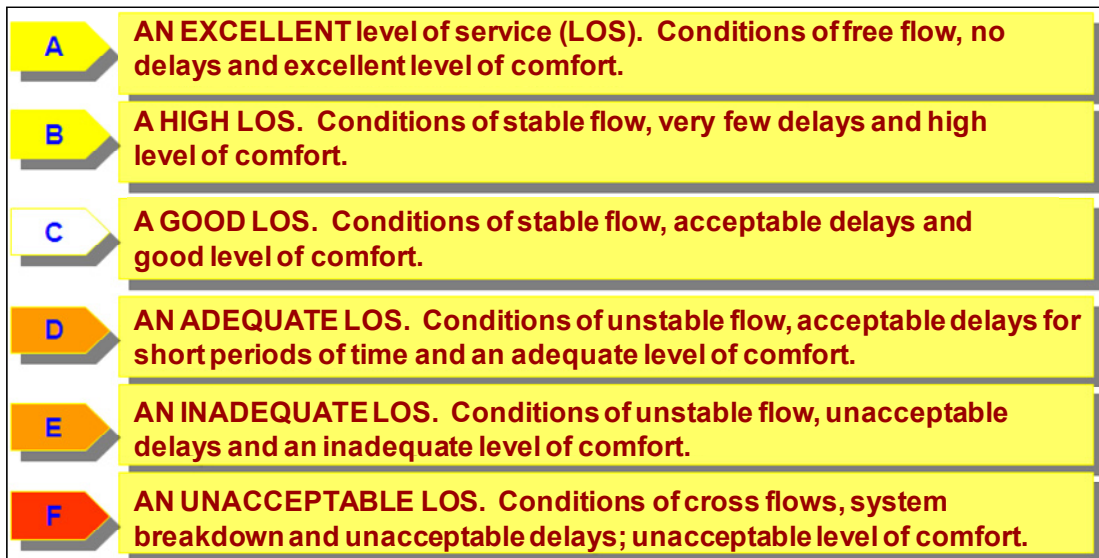 A
AN EXCELLENT level of service (LOS). Conditions of free flow, no
delays and excellent level of comfort.
B
A HIGH LOS. Conditions of stable flow, very few delays and high
level of comfort.
C
A GOOD LOS. Conditions of stable flow, acceptable delays and
good level of comfort.
D
AN ADEQUATE LOS. Conditions of unstable flow, acceptable delays for
short periods of time and an adequate level of comfort.
E
AN INADEQUATE LOS. Conditions of unstable flow, unacceptable
delays and an inadequate level of comfort.
F
AN UNACCEPTABLE LOS. Conditions of cross flows, system
breakdown and unacceptable delays; unacceptable level of comfort.